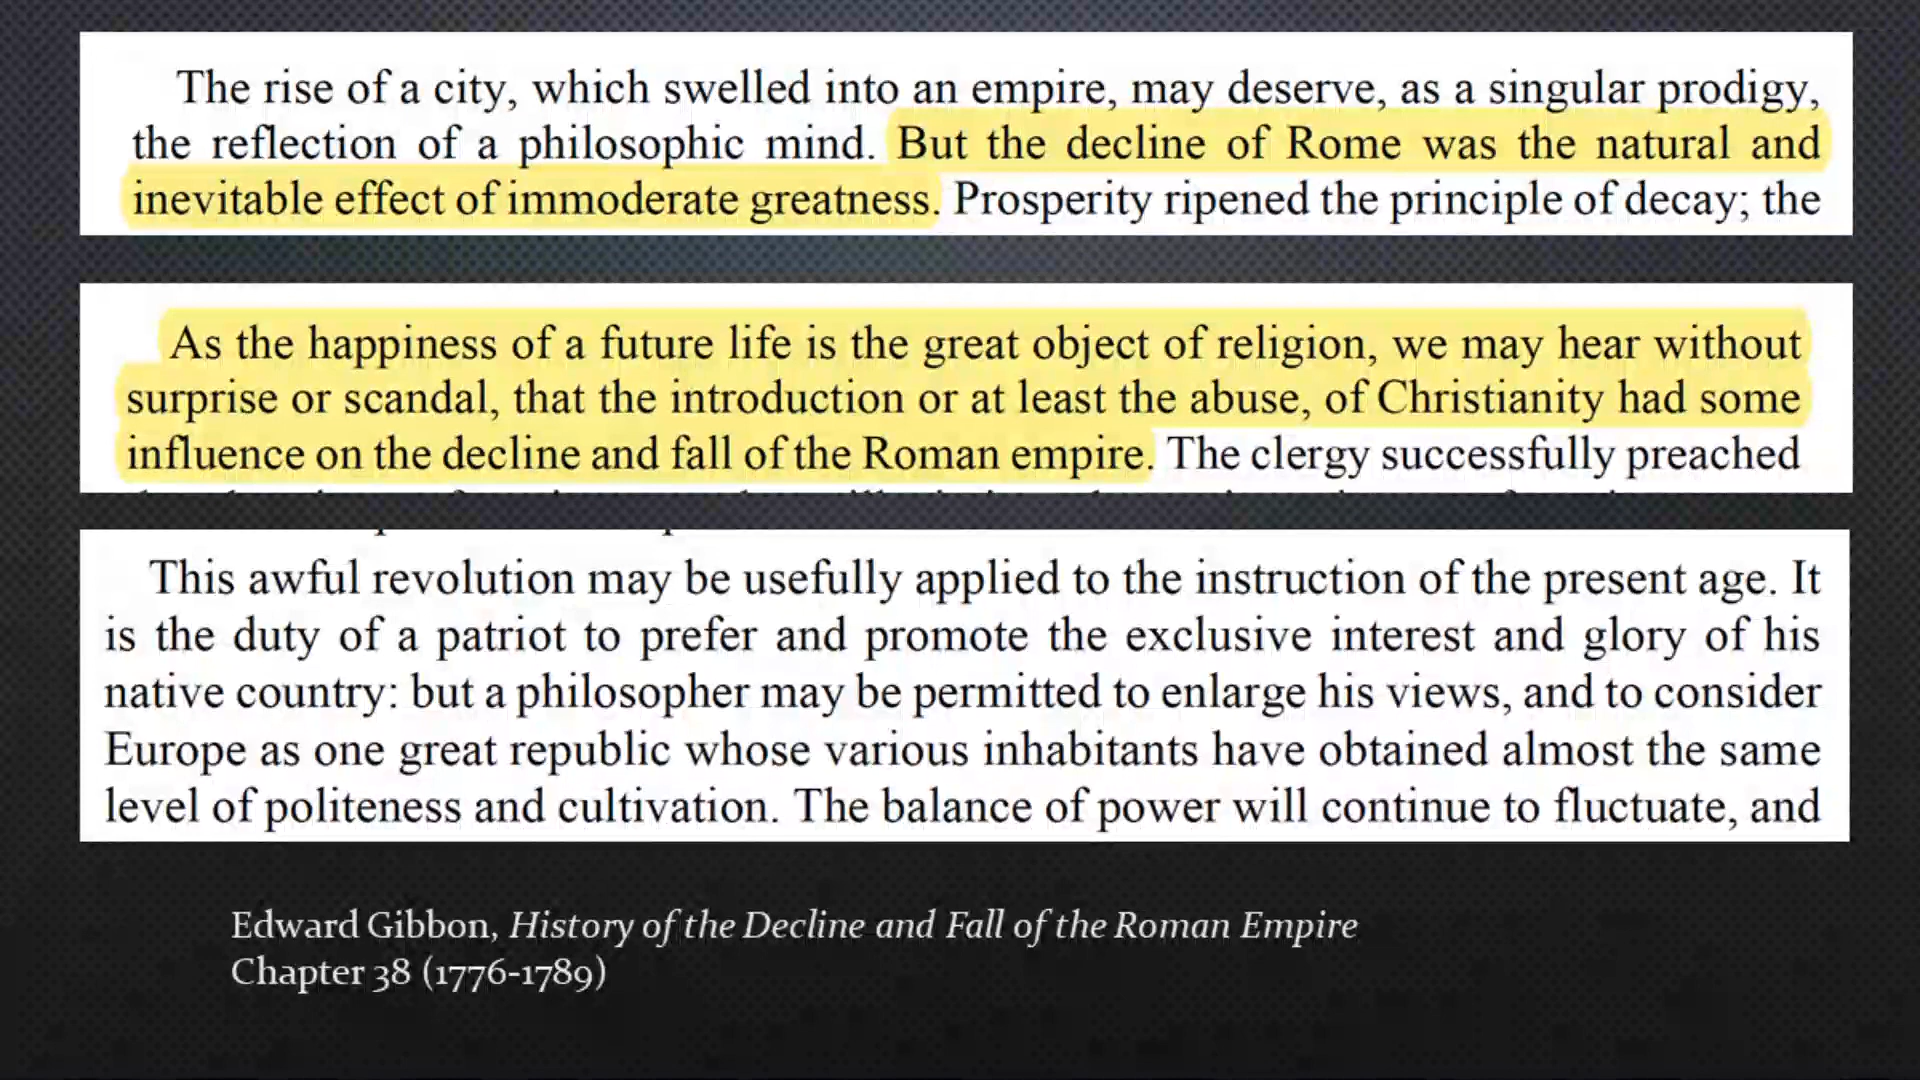 The rise of a city, which swelled into an empire, may deserve, as a singular prodigy,
the reflection of a philosophic mind. But the decline of Rome was the natural and
inevitable effect of immoderate greatness. Prosperity ripened the principle of decay; the
As the happiness of a future life is the great object of religion, we may hear without
surprise or scandal, that the introduction or at least the abuse, of Christianity had some
influence on the decline and fall of the Roman empire. The clergy successfully preached
This awful revolution may be usefully applied to the instruction of the present age. It
is the duty of a patriot to prefer and promote the exclusive interest and glory of his
native country: but a philosopher may be permitted to enlarge his views, and to consider
Europe as one great republic whose various inhabitants have obtained almost the same
level of politeness and cultivation. The balance of power will continue to fluctuate, and
Edward Gibbon, History of the Decline and Fall of the Roman Empire
Chapter 38 (1776-1789)